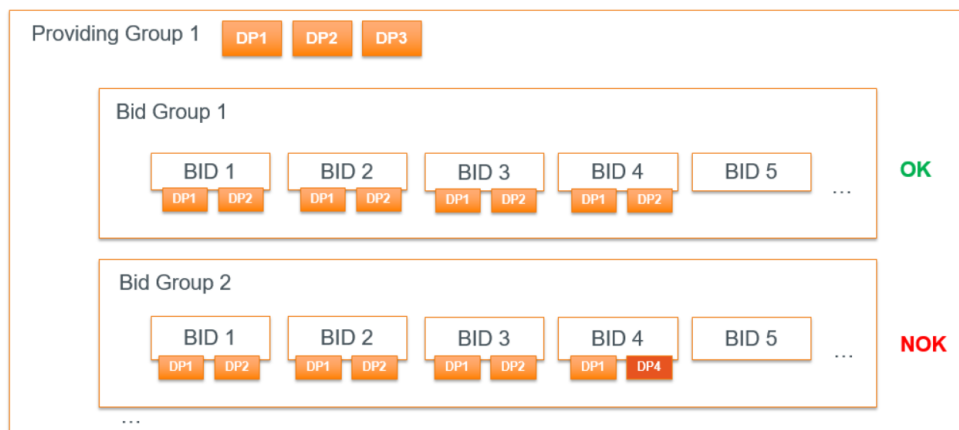 Providing Group 1 DP1 DP2 DP3
Bid Group 1
BID 1 BID 2 BID 3 BID 4 BID 5 ... OK
DP1 DP2 DP1 DP2 DP1 DP2 DP1 DP2
Bid Group 2
BID 1 BID 2 BID 3 BID 4 BID 5 ... NOK
DP1 DP2 DP1 DP2 DP1 DP2 DP1 DP4
...